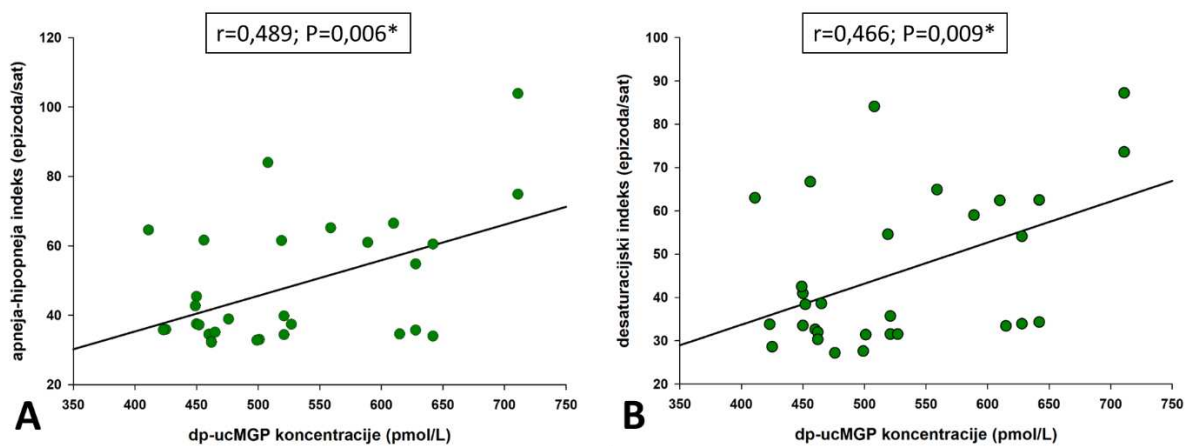 r=0,489; P=0,006*
apneja-hipopneja indeks (epizoda/sat)
120
100
80
60
40
20
350 400 450 500 550 600 650 700 750
dp-ucMGP koncentracije (pmol/L)
A
r=0,466; P=0,009*
desaturacijski indeks (epizoda/sat)
100
90
80
70
60
50
40
30
20
350 400 450 500 550 600 650 700 750
dp-ucMGP koncentracije (pmol/L)
B